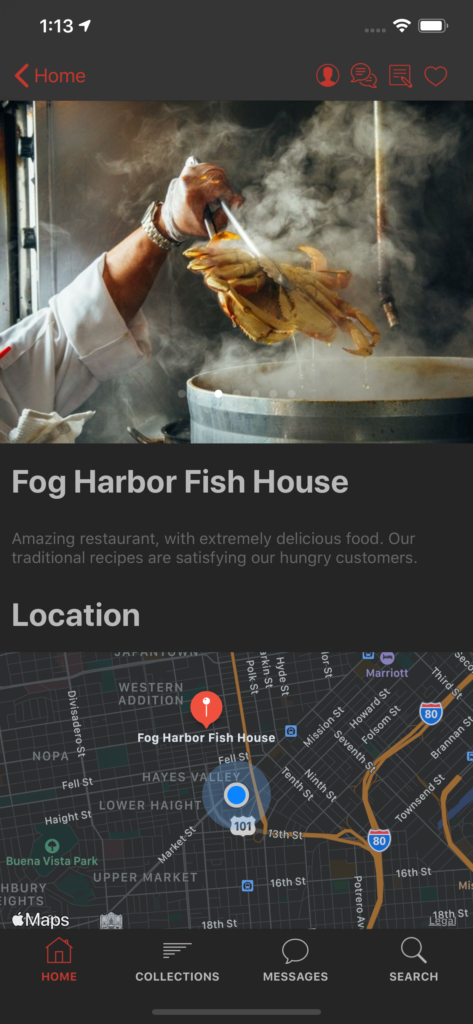 1:13
Home
Fog Harbor Fish House
Amazing restaurant, with extremely delicious food. Our
traditional recipes are satisfying our hungry customers.
Location
JAPANTOWN
WESTERN
ADDITION
Divisadero St
Polk St
Larkin St
Hyde St
Marriott
Third St
80
Howard St
Folsom St
Mission St
Seventh St
Brannan St
Fog Harbor Fish House
NOPA
Fell St
HAYES VALLEY
Fell St
Tenth St
Ninth St
LOWER HAIGHT
Haight St
Townsend St
101
13th St
80
Market St
Buena Vista Park
UPPER MARKET
16th St
16th St
Potrero Av
HBURY
EIGHTS
18th St
18th St
Maps
Legal
HOME
COLLECTIONS
MESSAGES
SEARCH